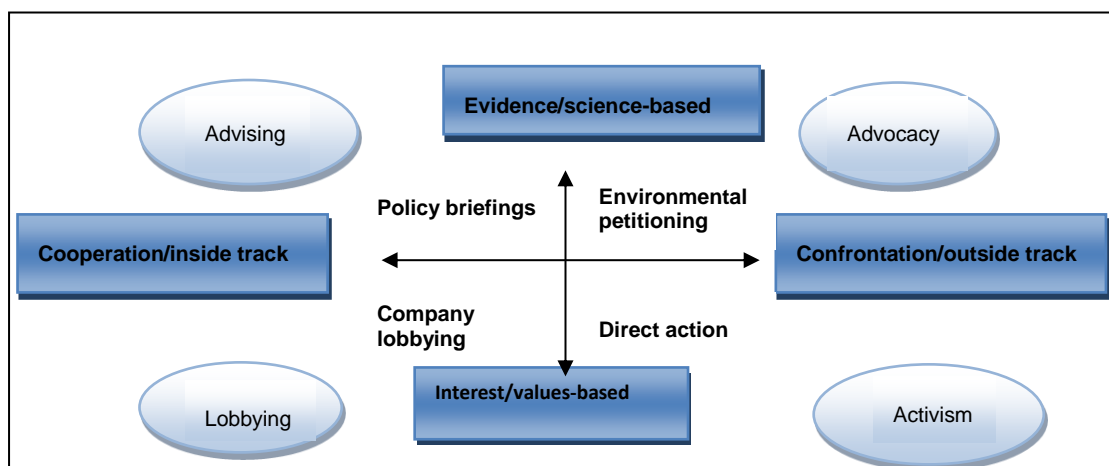 Evidence/science-based
Advising
Advocacy
Policy briefings
Environmental
petitioning
Cooperation/inside track
Confrontation/outside track
Company
lobbying
Direct action
Interest/values-based
Lobbying
Activism